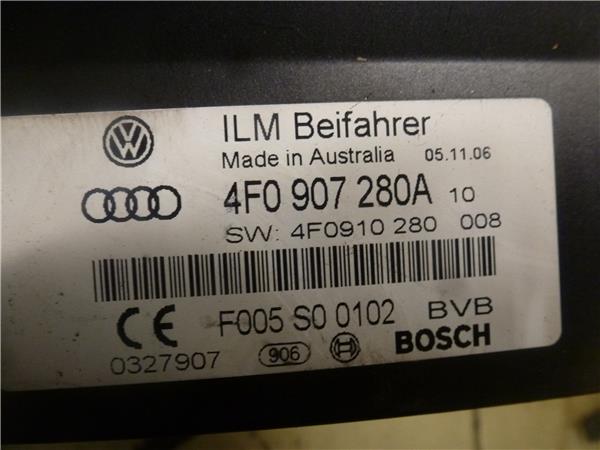 ILM Beifahrer
Made in Australia 05.11.06
4F0 907 280A 10
SW: 4F0910 280 008
CE F005 S0 0102 BVB
0327907 906 BOSCH